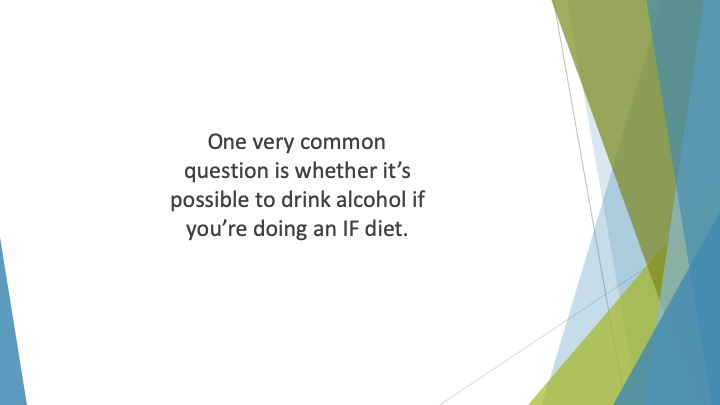 One very common
question is whether it’s
possible to drink alcohol if
you’re doing an IF diet.